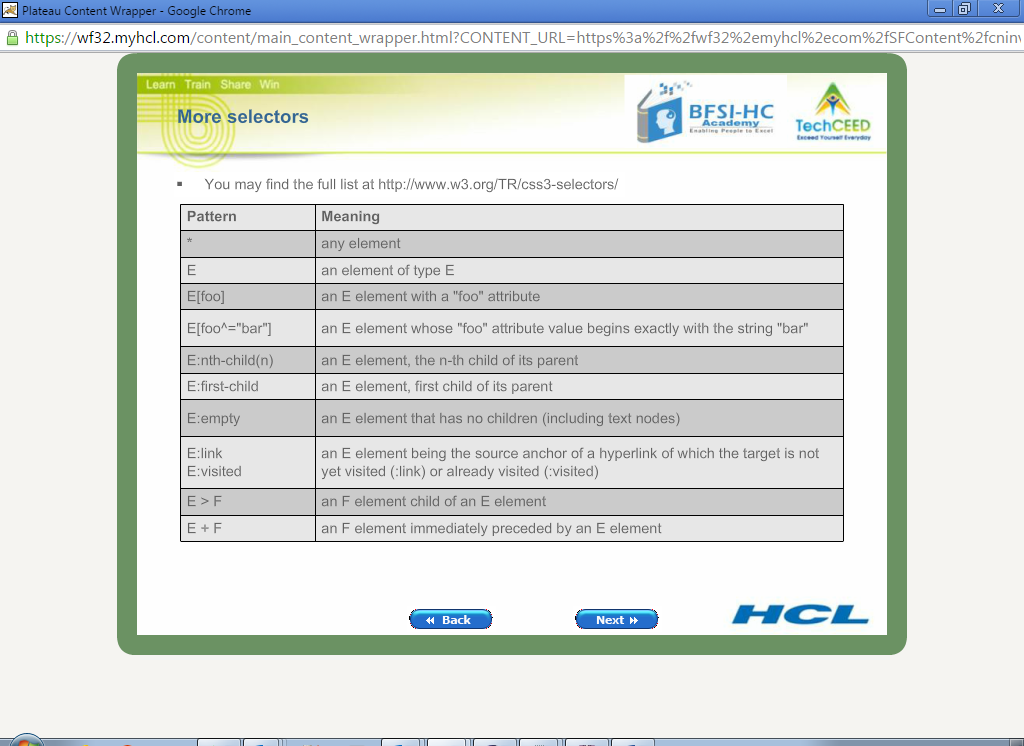 Plateau Content Wrapper - Google Chrome
https://wf32.myhcl.com/content/main_content_wrapper.html?CONTENT_URL=https%3a%2f%2fwf32%2emyhcl%2ecom%2fSFContent%2fcninv
Learn Train Share Win
More selectors
BFSI-HC
Academy
Enabling People to Excel
TechCEED
Exceed Yourself Everyday
▪ You may find the full list at http://www.w3.org/TR/css3-selectors/
Pattern Meaning
* any element
E an element of type E
E[foo] an E element with a "foo" attribute
E[foo^="bar"] an E element whose "foo" attribute value begins exactly with the string "bar"
E:nth-child(n) an E element, the n-th child of its parent
E:first-child an E element, first child of its parent
E:empty an E element that has no children (including text nodes)
E:link
E:visited
an E element being the source anchor of a hyperlink of which the target is not
yet visited (:link) or already visited (:visited)
E > F an F element child of an E element
E + F an F element immediately preceded by an E element
Back Next
HCL